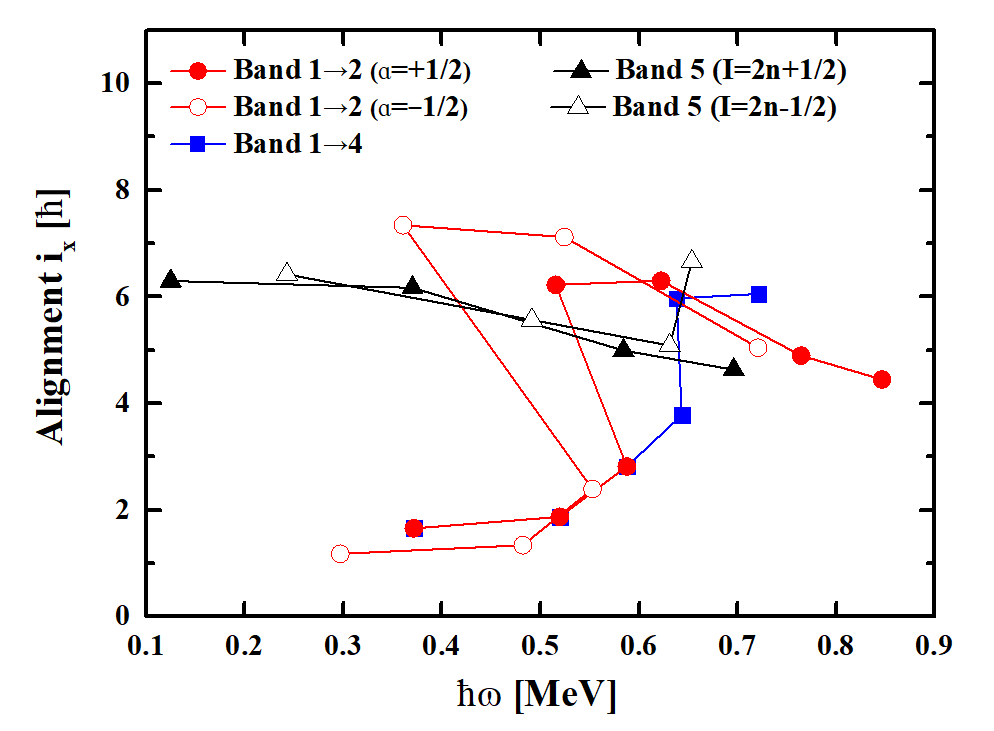 Band 1→2 (α=+1/2)
Band 1→2 (α=−1/2)
Band 1→4
Band 5 (I=2n+1/2)
Band 5 (I=2n-1/2)
Alignment ix [ħ]
10
8
6
4
2
0
0.1 0.2 0.3 0.4 0.5 0.6 0.7 0.8 0.9
ħω [MeV]